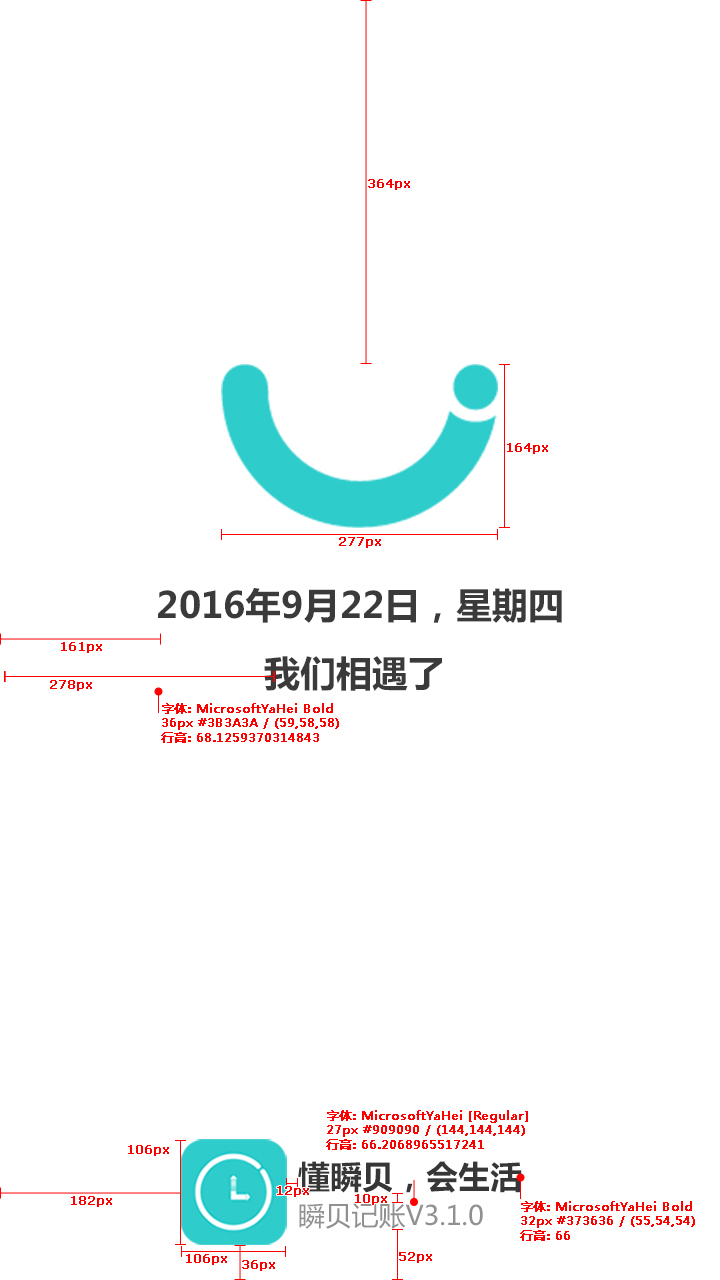 364px
164px
277px
2016年9月22日，星期四
161px
我们相遇了
278px
字体: MicrosoftYaHei Bold
36px #3B3A3A / (59,58,58)
行高: 68.1259370314843
字体: MicrosoftYaHei [Regular]
27px #909090 / (144,144,144)
行高: 66.2068965517241
106px
懂瞬贝，会生活
12px
182px
10px
瞬贝记账V3.1.0
字体: MicrosoftYaHei Bold
32px #373636 / (55,54,54)
行高: 66
106px
36px
52px